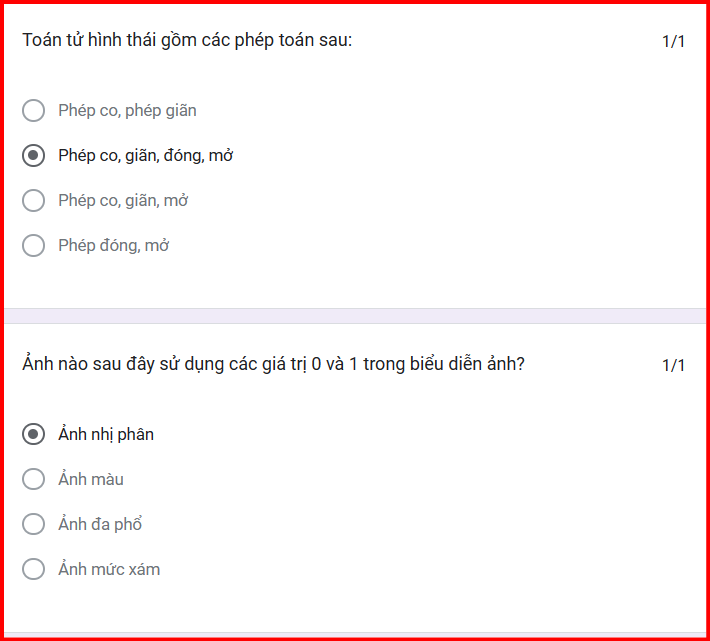 Toán tử hình thái gồm các phép toán sau:
1/1
Phép co, phép giãn
Phép co, giãn, đóng, mở
Phép co, giãn, mở
Phép đóng, mở
Ảnh nào sau đây sử dụng các giá trị 0 và 1 trong biểu diễn ảnh?
1/1
Ảnh nhị phân
Ảnh màu
Ảnh đa phổ
Ảnh mức xám